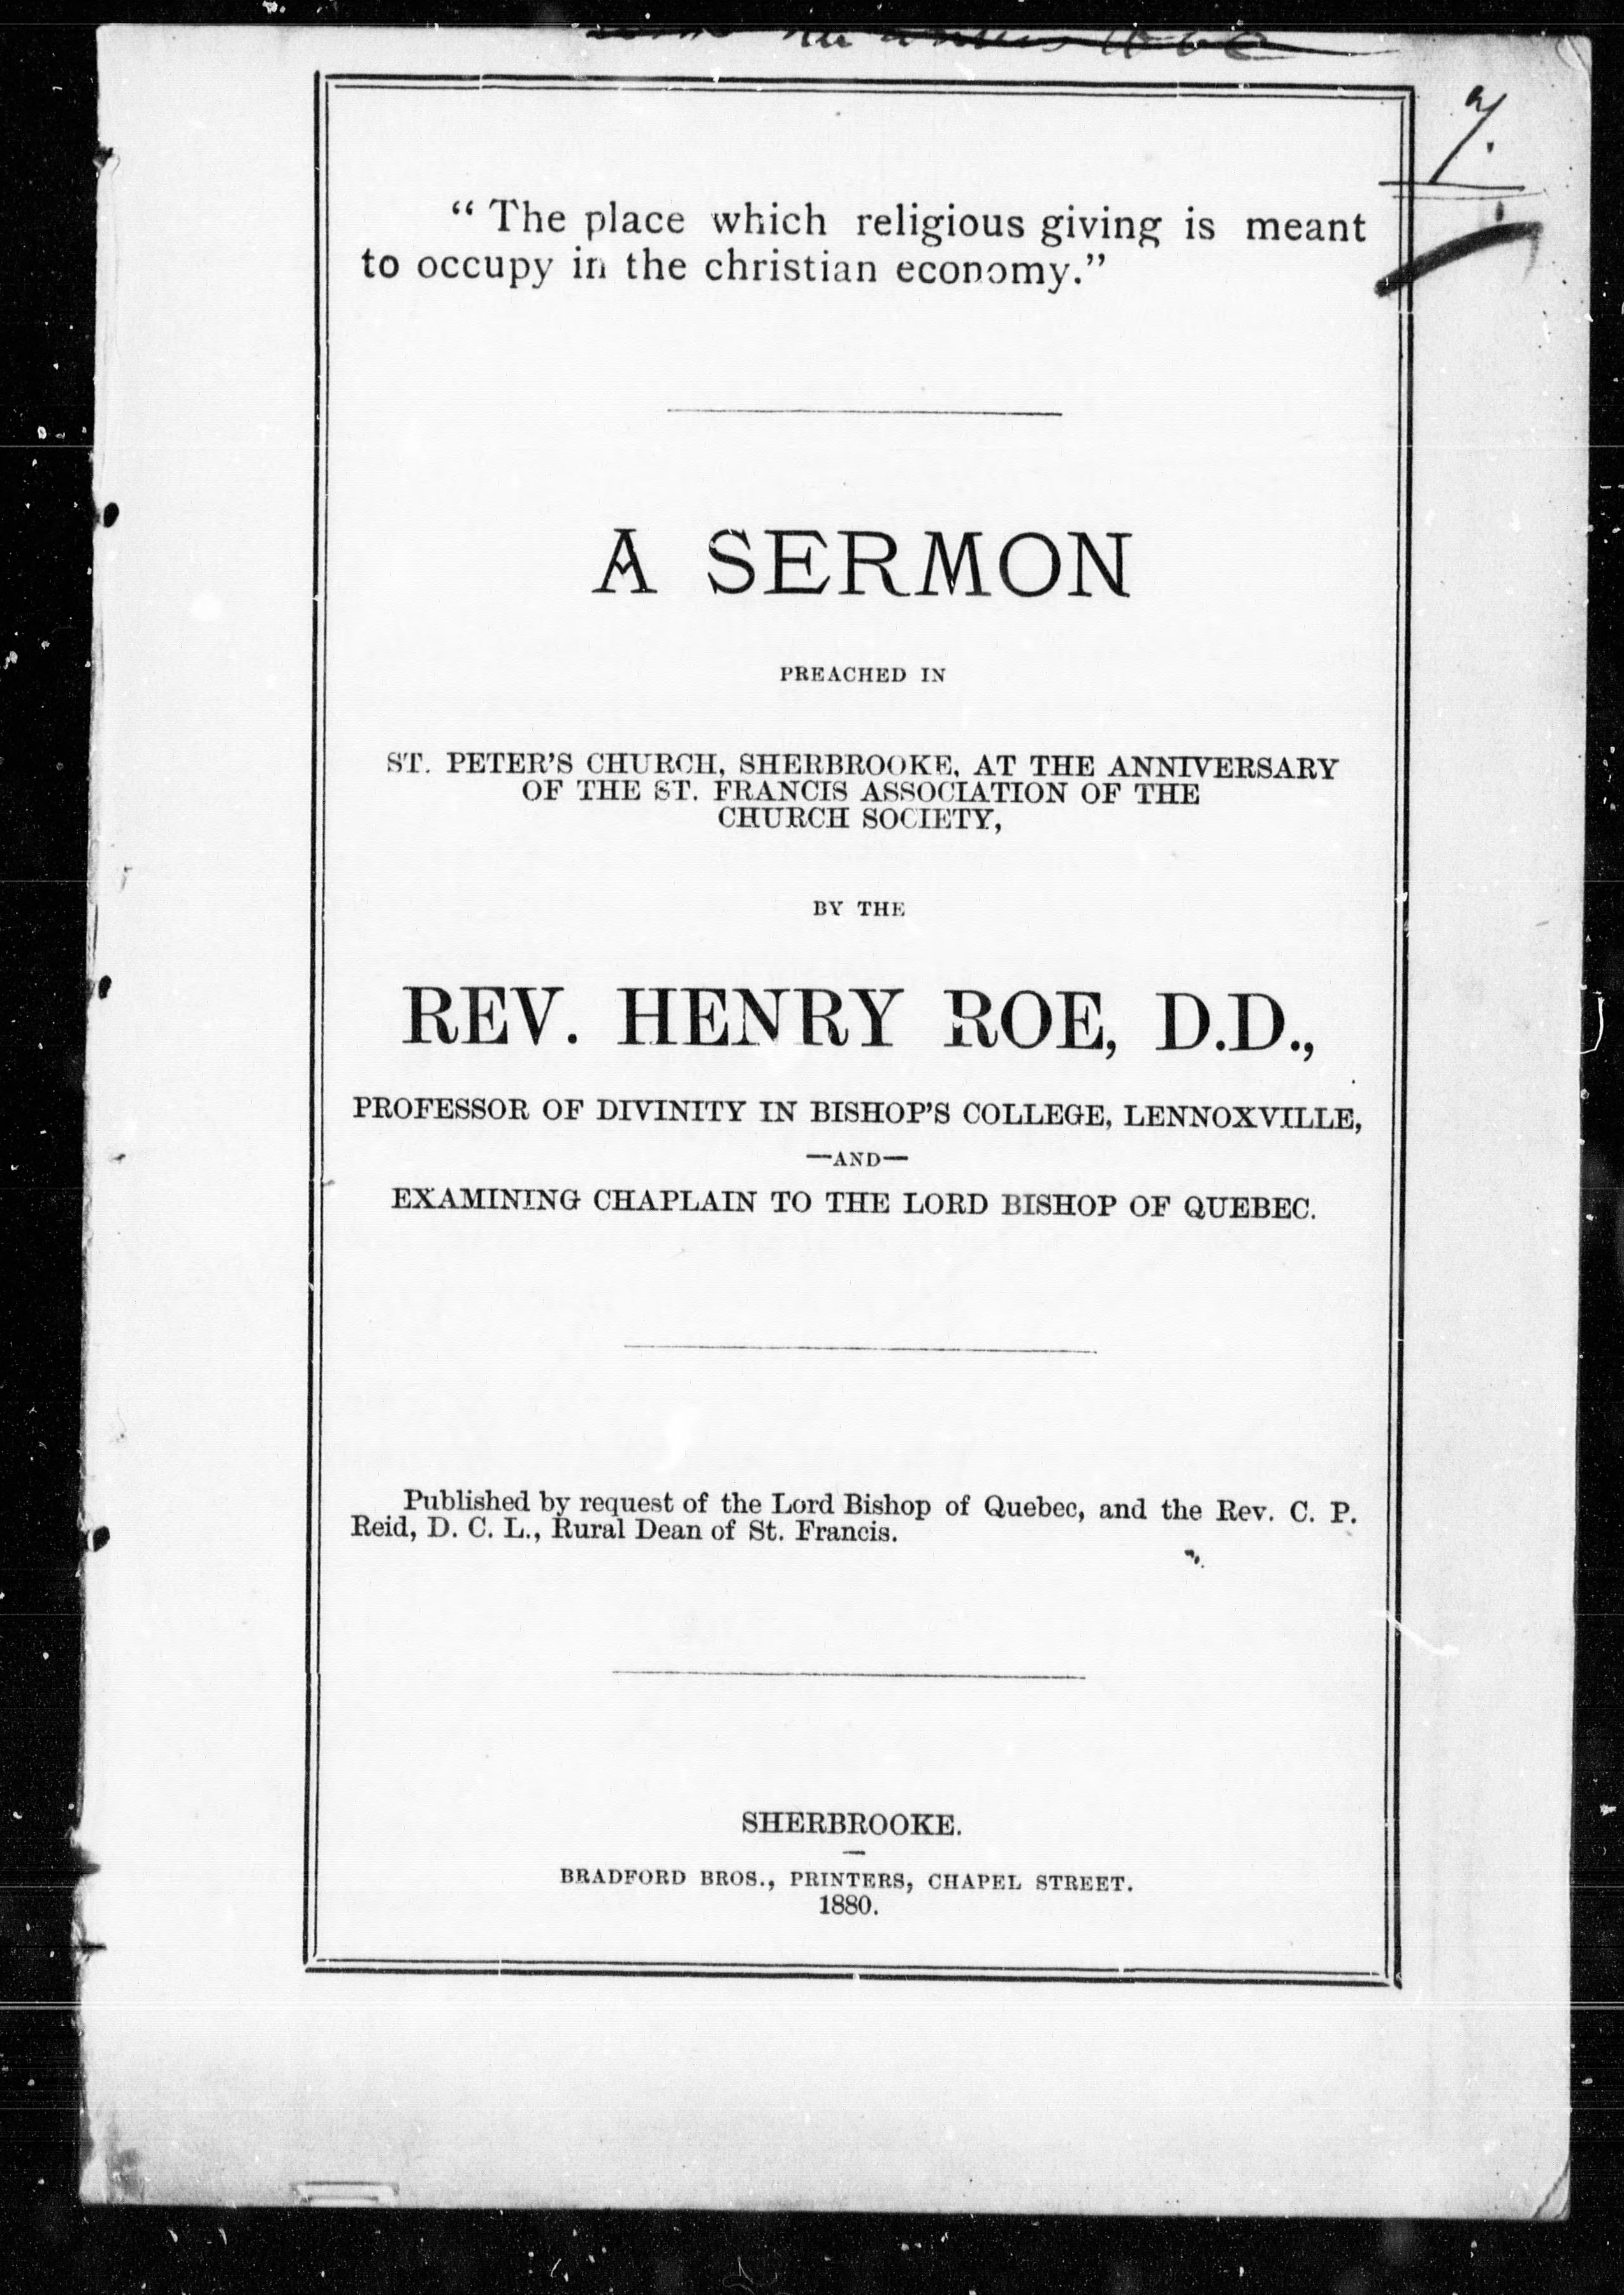 “ The place which religious giving is meant
to occupy in the christian economy.”
A SERMON
PREACHED IN
ST. PETER'S CHURCH, SHERBROOKE, AT THE ANNIVERSARY
OF THE ST. FRANCIS ASSOCIATION OF THE
CHURCH SOCIETY,
BY THE
REV. HENRY ROE, D.D.,
PROFESSOR OF DIVINITY IN BISHOP'S COLLEGE, LENNOXVILLE,
—AND—
EXAMINING CHAPLAIN TO THE LORD BISHOP OF QUEBEC.
Published by request of the Lord Bishop of Quebec, and the Rev. C. P.
Reid, D. C. L., Rural Dean of St. Francis.
SHERBROOKE.
BRADFORD BROS., PRINTERS, CHAPEL STREET.
1880.